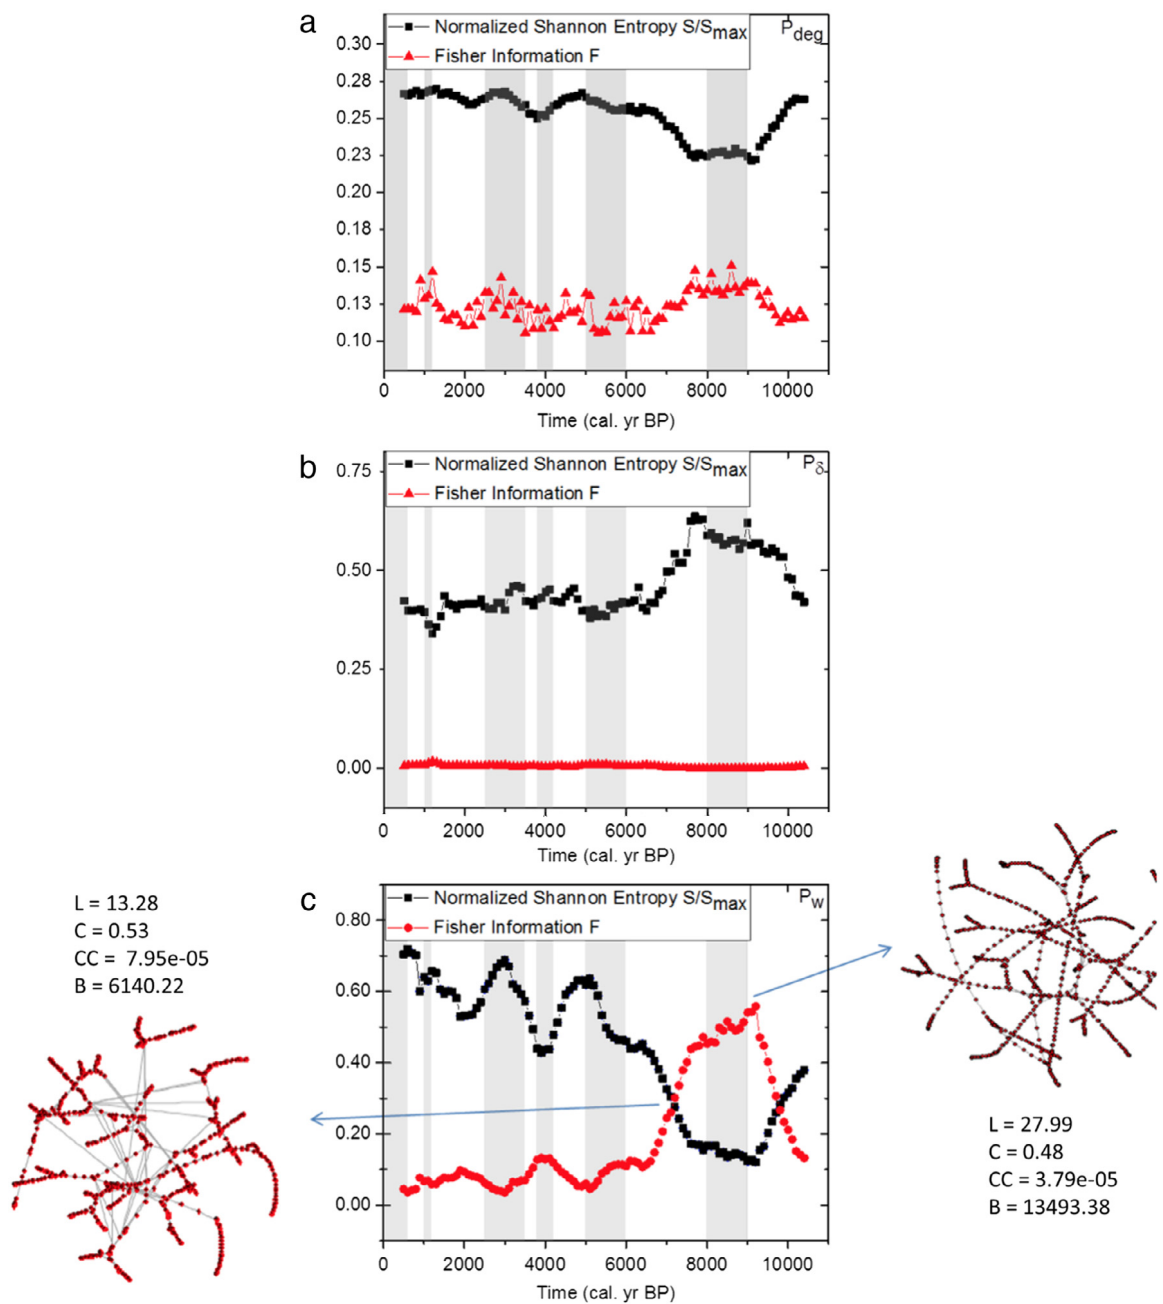 a
Normalized Shannon Entropy S/Smax
Fisher Information F
Pdeg
0.30
0.28
0.25
0.23
0.20
0.18
0.15
0.13
0.10
0 2000 4000 6000 8000 10000
Time (cal. yr BP)
b
Normalized Shannon Entropy S/Smax
Fisher Information F
Pδ
0.75
0.50
0.25
0.00
0 2000 4000 6000 8000 10000
Time (cal. yr BP)
c
Normalized Shannon Entropy S/Smax
Fisher Information F
Pw
0.80
0.60
0.40
0.20
0.00
0 2000 4000 6000 8000 10000
Time (cal. yr BP)
L = 13.28
C = 0.53
CC = 7.95e-05
B = 6140.22
L = 27.99
C = 0.48
CC = 3.79e-05
B = 13493.38